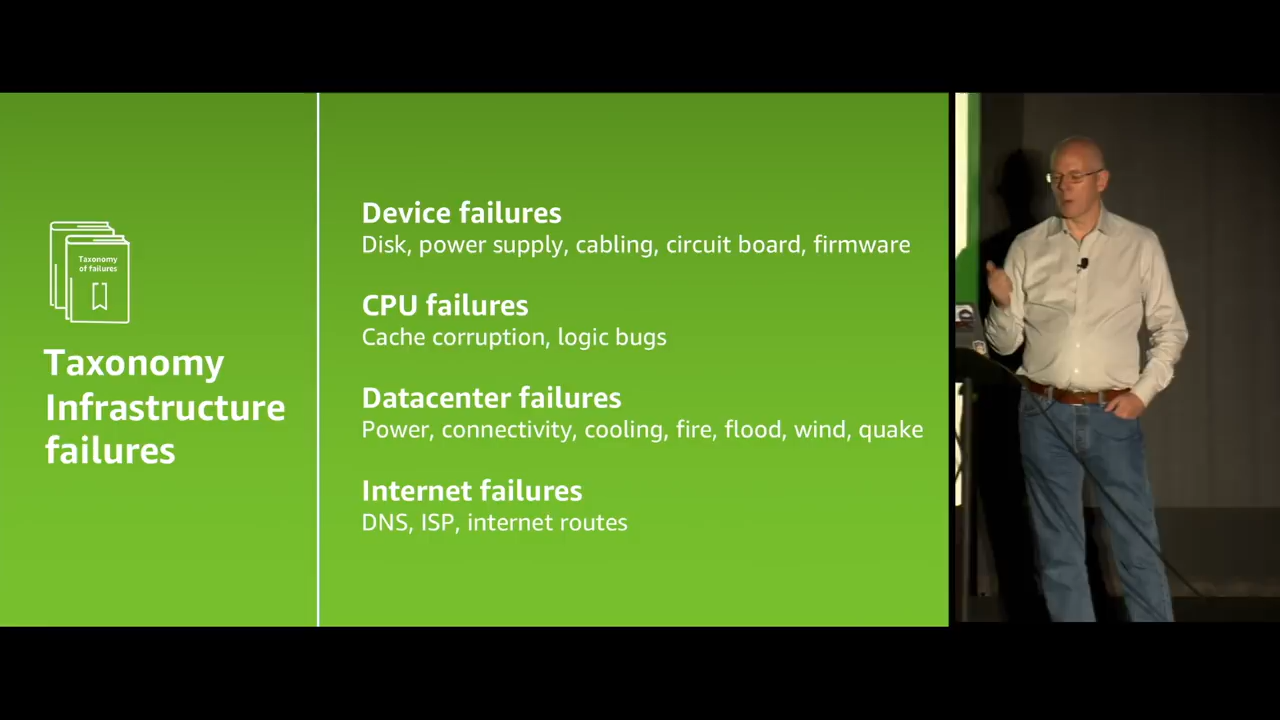 Taxonomy
of failures
Taxonomy
Infrastructure
failures
Device failures
Disk, power supply, cabling, circuit board, firmware
CPU failures
Cache corruption, logic bugs
Datacenter failures
Power, connectivity, cooling, fire, flood, wind, quake
Internet failures
DNS, ISP, internet routes